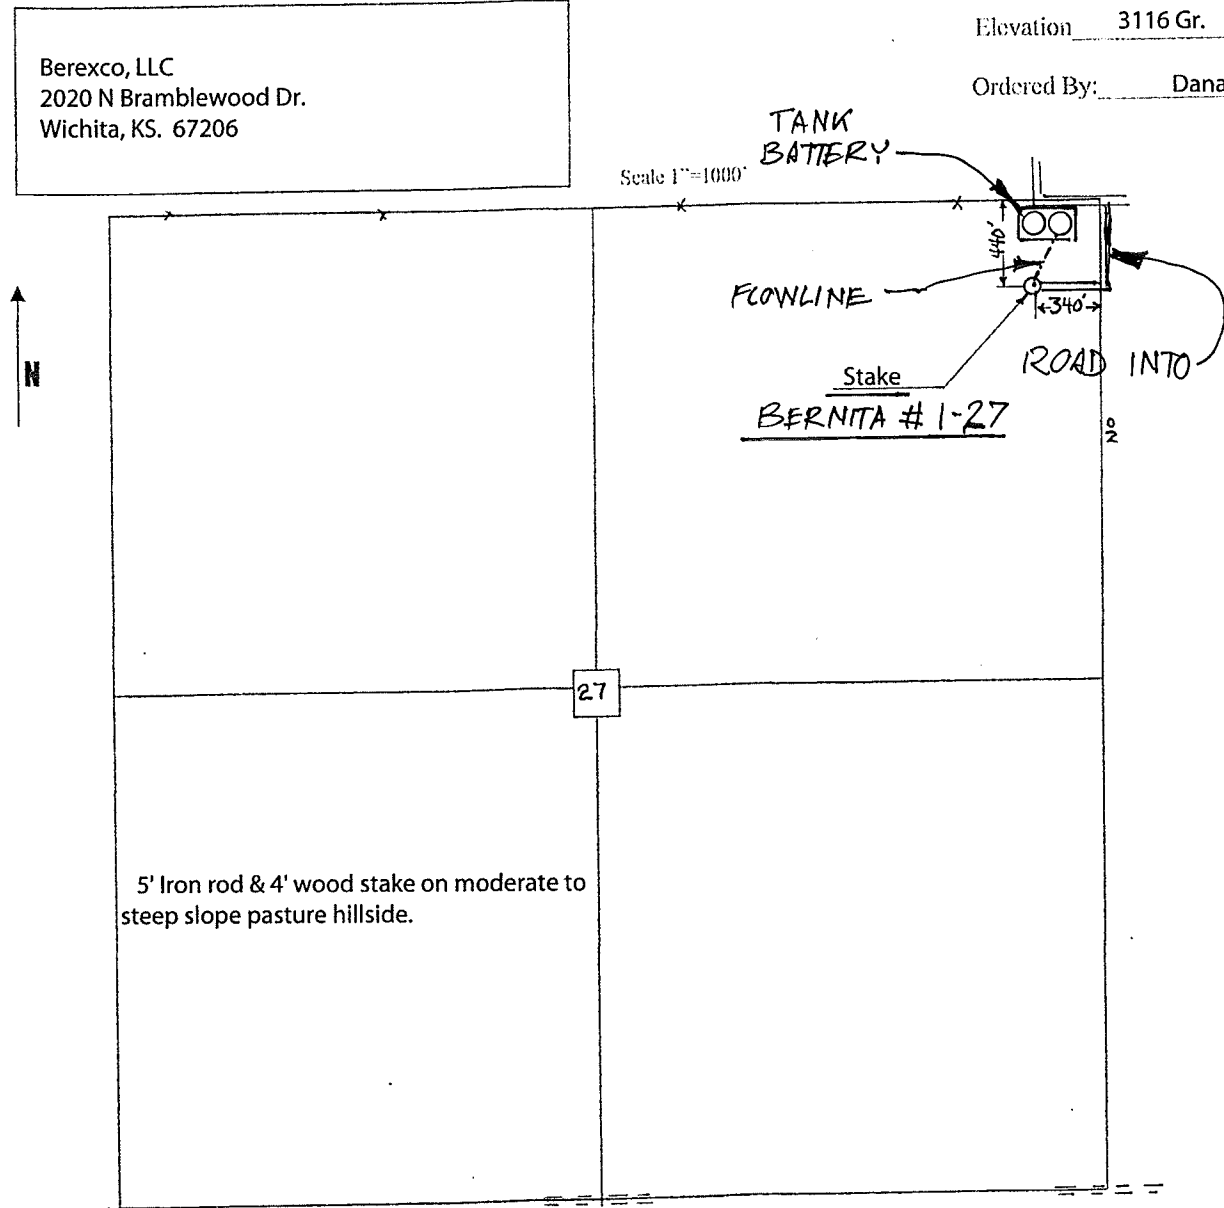 Berexco, LLC
2020 N Bramblewood Dr.
Wichita, KS. 67206
Elevation 3116 Gr.
Ordered By: Dana
Scale 1"=1000'
TANK
BATTERY
440'
FLOWLINE
340'
ROAD INTO
Stake
BERNITA # 1-27
N
27
5' Iron rod & 4' wood stake on moderate to
steep slope pasture hillside.